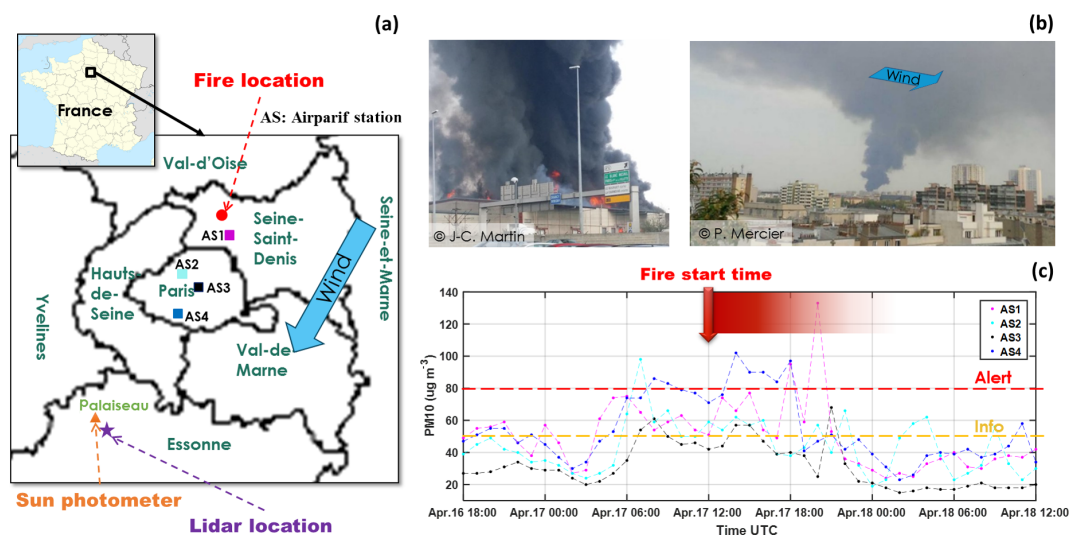 (a)
France
Fire location
AS: Airparif station
Val-d'Oise
Seine-et-Marne
AS1
Seine-
Saint-
Denis
AS2
Hauts-
de-
Seine
Paris
AS3
AS4
Wind
Yvelines
Val-de-
Marne
Palaiseau
Essonne
Sun photometer
Lidar location
(b)
Wind
© J-C. Martin
© P. Mercier
(c)
Fire start time
140
120
100
80
60
40
20
PM10 (ug m-3)
AS1
AS2
AS3
AS4
Alert
Info
Apr.16 18:00 Apr.17 00:00 Apr.17 06:00 Apr.17 12:00 Apr.17 18:00 Apr.18 00:00 Apr.18 06:00 Apr.18 12:00
Time UTC